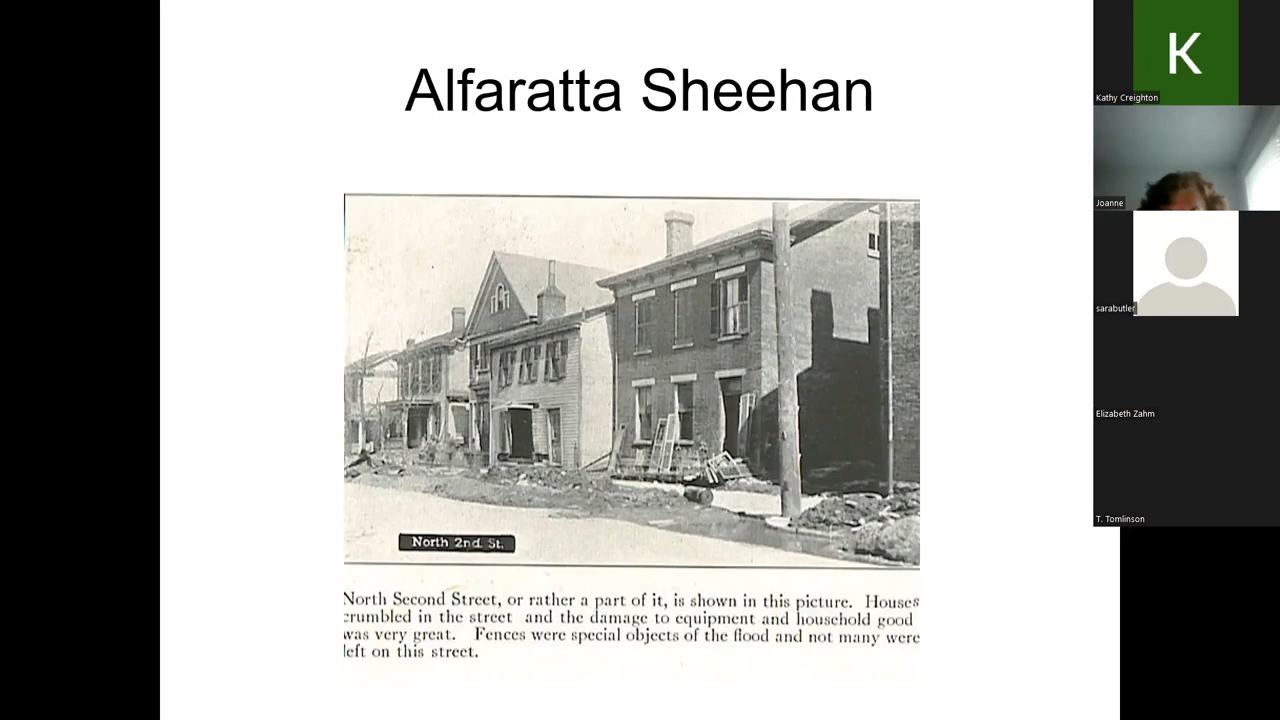 Alfaratta Sheehan
North 2nd. St.
North Second Street, or rather a part of it, is shown in this picture. Houses
crumbled in the street and the damage to equipment and household good
was very great. Fences were special objects of the flood and not many were
left on this street.
K
Kathy Creighton
Joanne
sarabutler
Elizabeth Zahm
T. Tomlinson